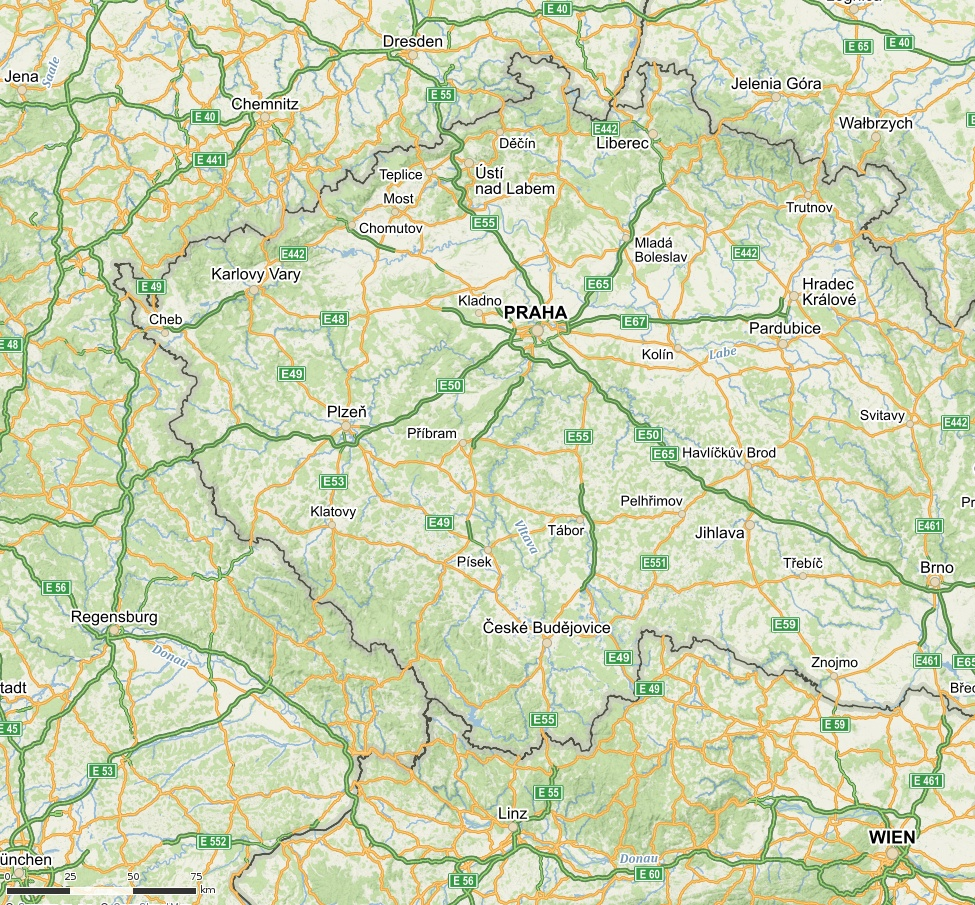 E 40
Dresden
E 65
E 40
Jena
Saale
Jelenia Góra
E 55
Chemnitz
E 40
Wałbrzych
E442
Děčín
Liberec
E 441
Teplice
Ústí
nad Labem
Most
Trutnov
Chomutov
E55
Mladá
Boleslav
E442
E442
Karlovy Vary
E 49
E65
Hradec
Králové
Kladno
PRAHA
Cheb
E48
E67
Pardubice
E 48
Kolín
Labe
E49
E50
Plzeň
Svitavy
E442
Příbram
E55
E50
E65
Havlíčkův Brod
E53
Pelhřimov
Klatovy
E49
Vltava
Tábor
Jihlava
E461
Písek
E551
Třebíč
Brno
E 56
Regensburg
České Budějovice
E59
Donau
E49
Znojmo
E461
E65
tadt
E 49
Břec
E 45
E55
E 59
E 53
E 461
E 55
Linz
E 552
WIEN
ünchen
Donau
0 25 50 75
km
E 56
E 60